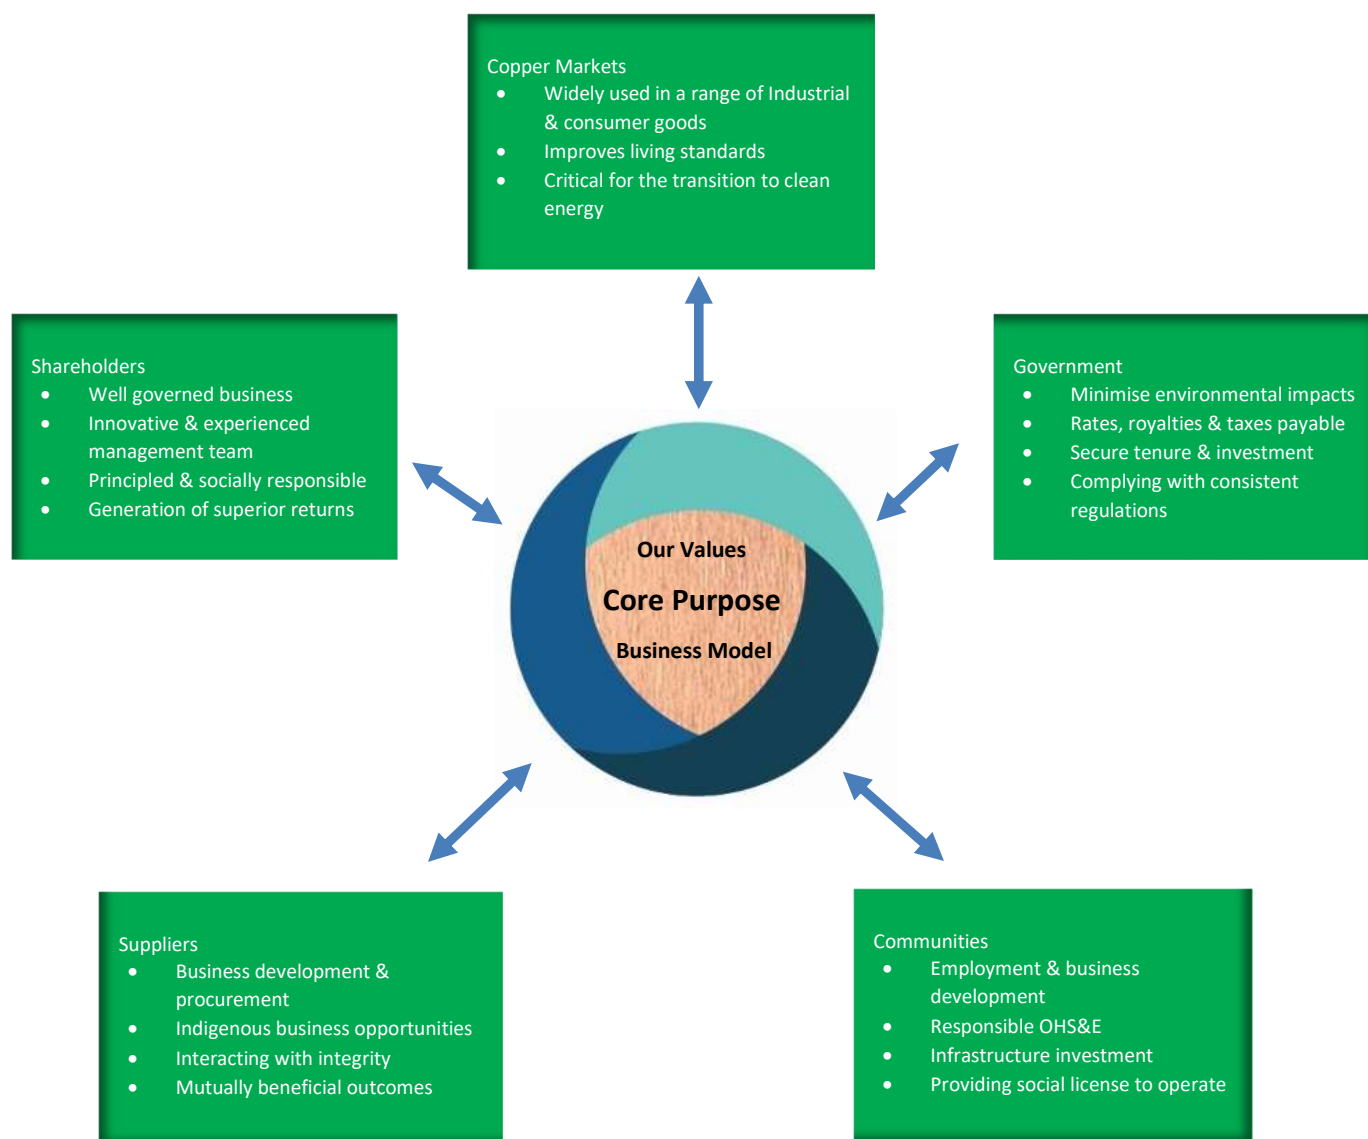 Copper Markets
• Widely used in a range of Industrial
& consumer goods
• Improves living standards
• Critical for the transition to clean
energy
Shareholders
• Well governed business
• Innovative & experienced
management team
• Principled & socially responsible
• Generation of superior returns
Government
• Minimise environmental impacts
• Rates, royalties & taxes payable
• Secure tenure & investment
• Complying with consistent
regulations
Our Values
Core Purpose
Business Model
Suppliers
• Business development &
procurement
• Indigenous business opportunities
• Interacting with integrity
• Mutually beneficial outcomes
Communities
• Employment & business
development
• Responsible OHS&E
• Infrastructure investment
• Providing social license to operate